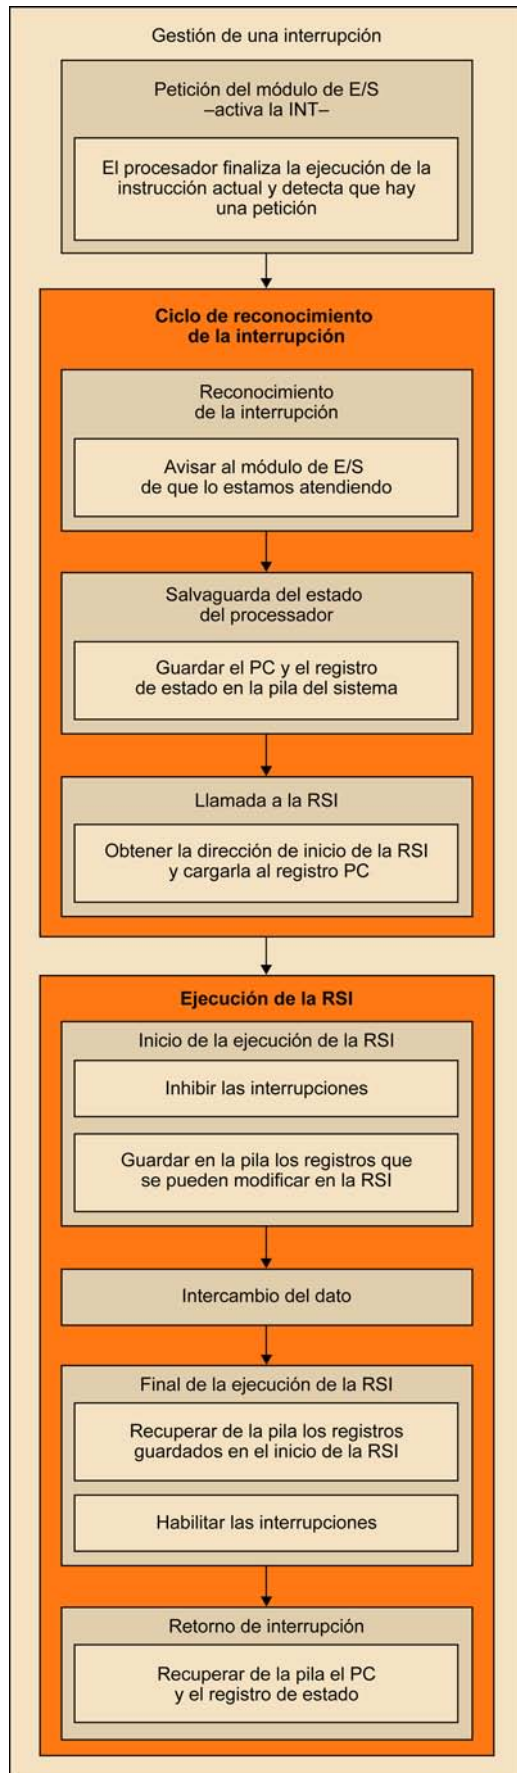 Gestión de una interrupción
Petición del módulo de E/S
–activa la INT–
El procesador finaliza la ejecución de la
instrucción actual y detecta que hay
una petición
Ciclo de reconocimiento
de la interrupción
Reconocimiento
de la interrupción
Avisar al módulo de E/S
de que lo estamos atendiendo
Salvaguarda del estado
del processador
Guardar el PC y el registro
de estado en la pila del sistema
Llamada a la RSI
Obtener la dirección de inicio de la RSI
y cargarla al registro PC
Ejecución de la RSI
Inicio de la ejecución de la RSI
Inhibir las interrupciones
Guardar en la pila los registros que
se pueden modificar en la RSI
Intercambio del dato
Final de la ejecución de la RSI
Recuperar de la pila los registros
guardados en el inicio de la RSI
Habilitar las interrupciones
Retorno de interrupción
Recuperar de la pila el PC
y el registro de estado